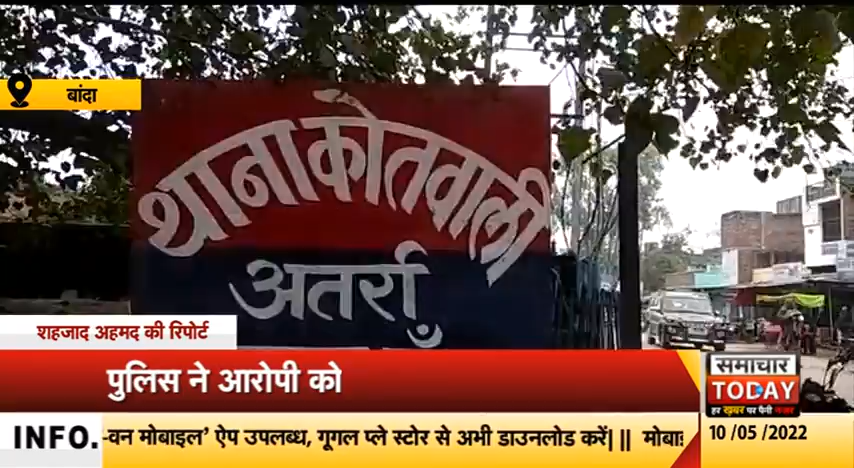 बांदा
थाना कोतवाली
अतर्रा
शहजाद अहमद की रिपोर्ट
पुलिस ने आरोपी को
समाचार
TODAY
हर खबर पर पैनी नजर
INFO.
-वन मोबाइल’ ऐप उपलब्ध, गूगल प्ले स्टोर से अभी डाउनलोड करें| || मोबाइ
10 /05 /2022